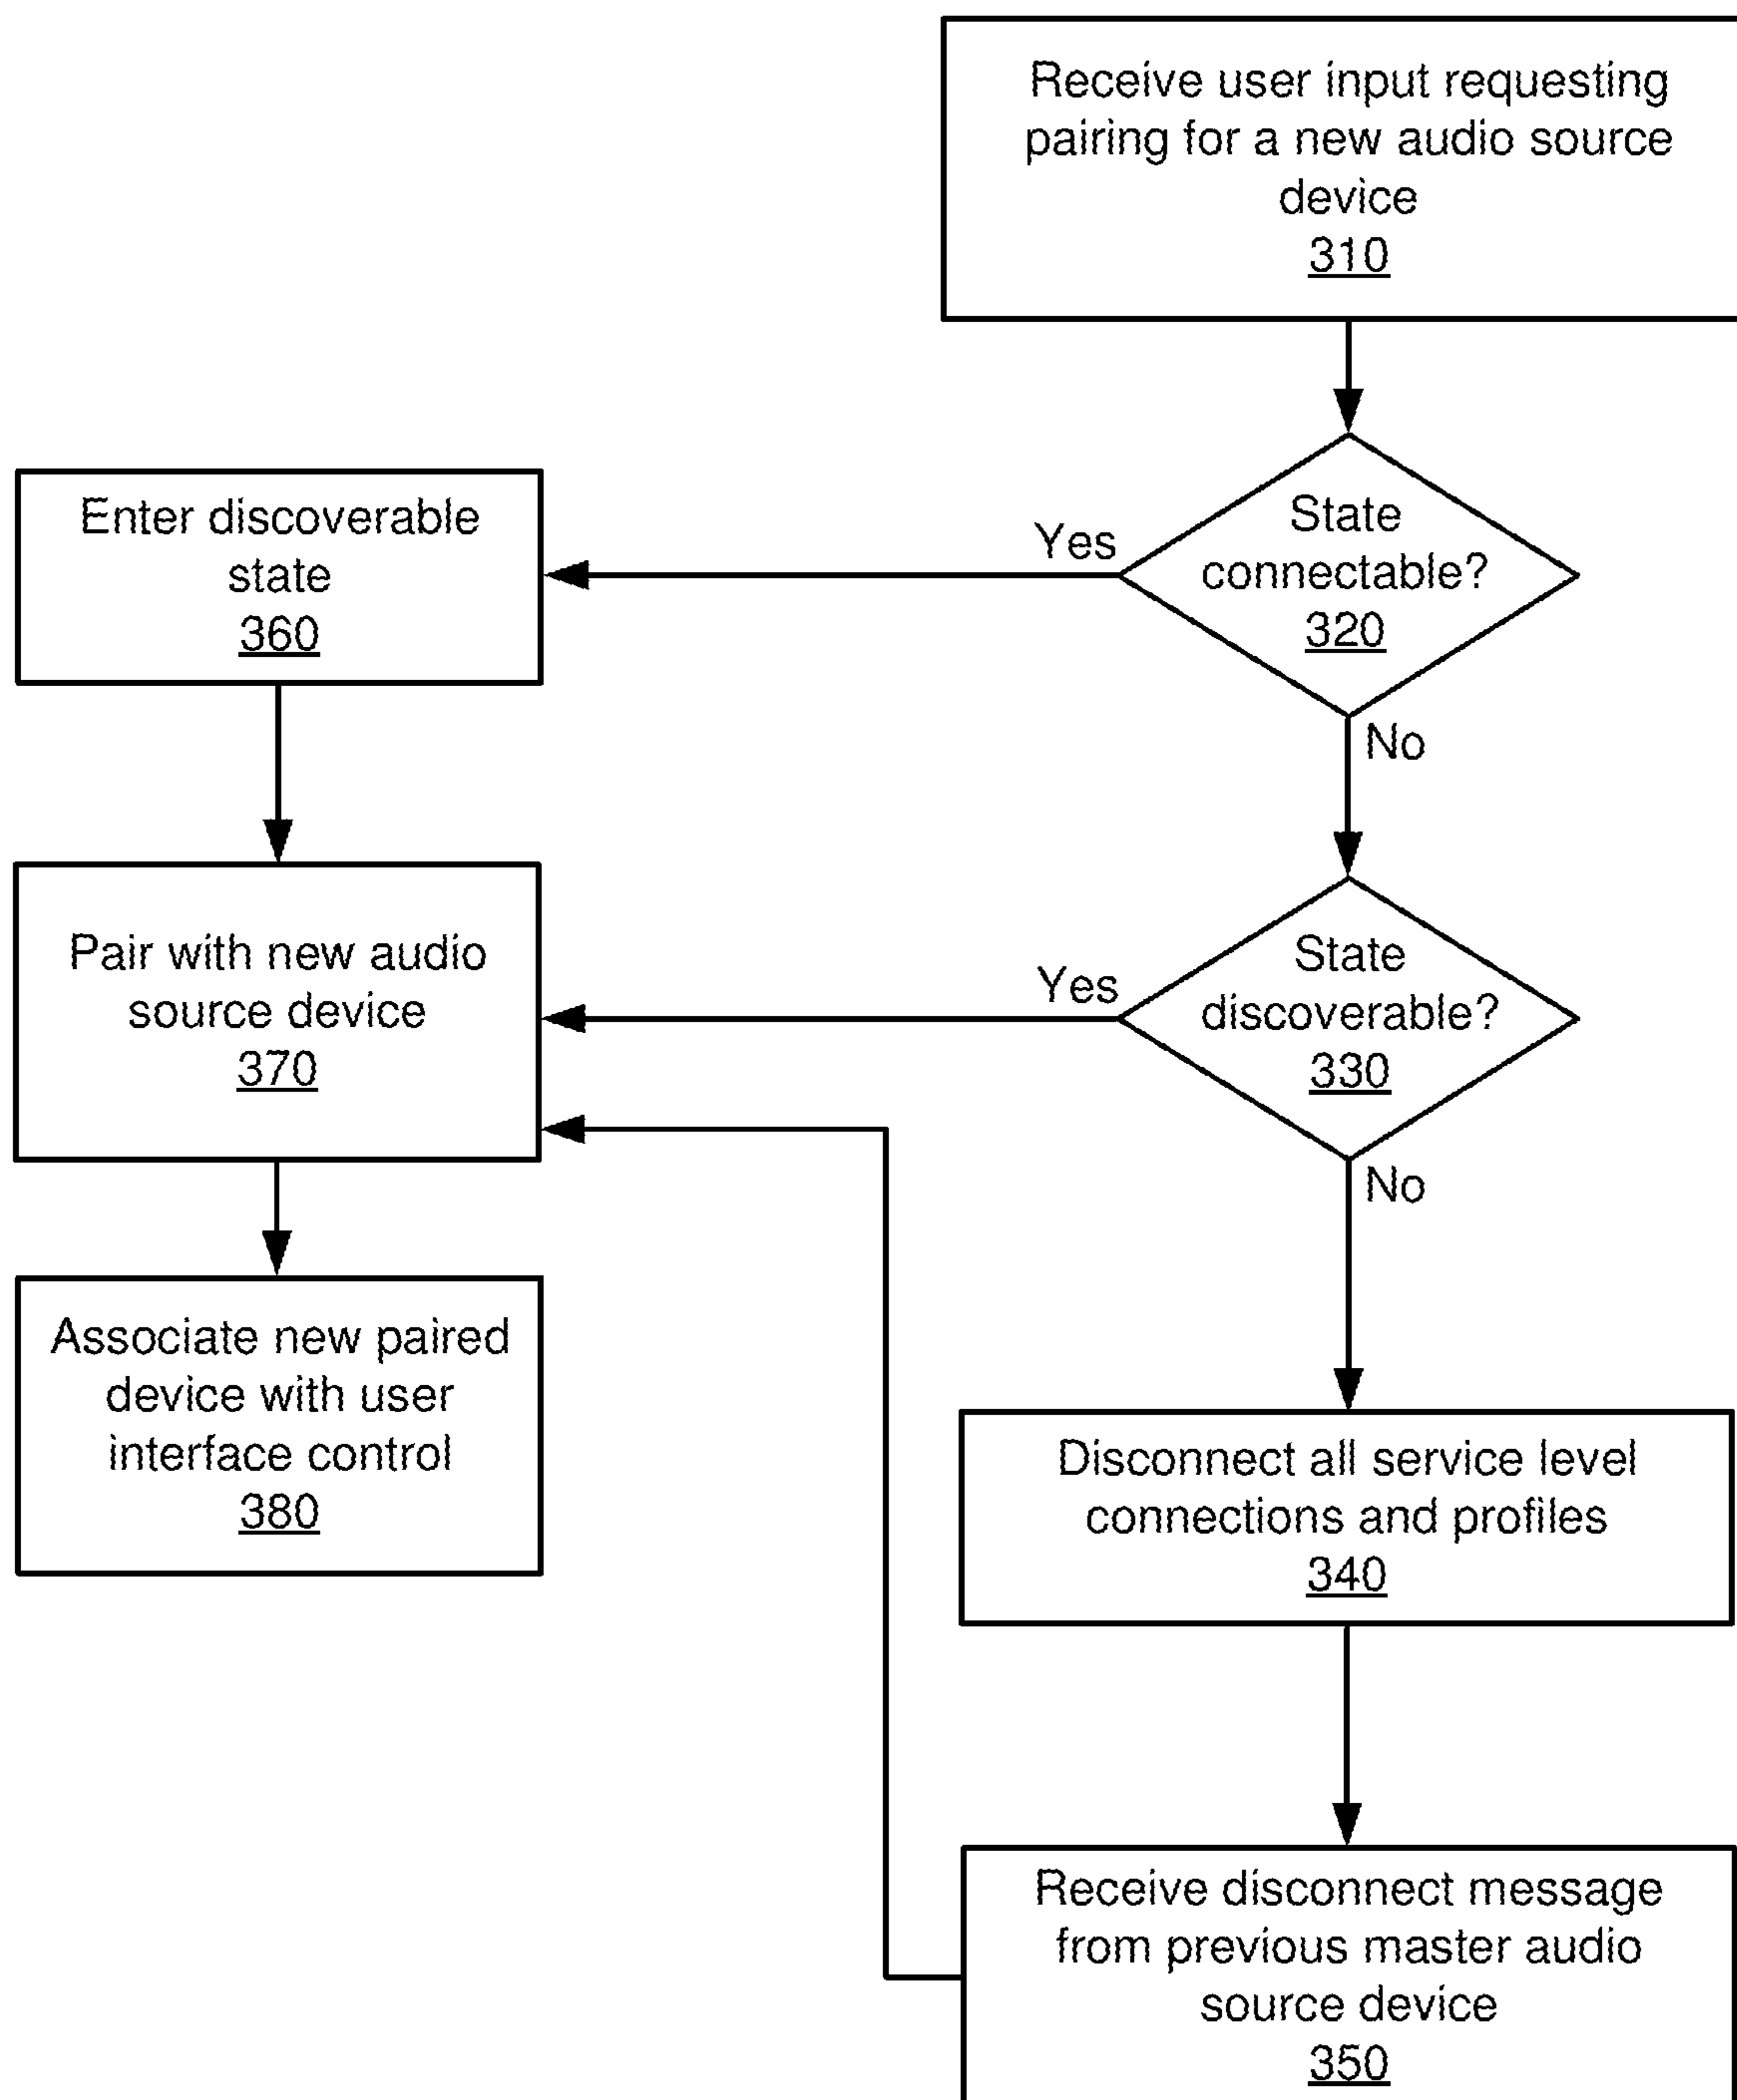 Receive user input requesting
pairing for a new audio source
device
310
State
connectable?
320
Yes
No
Enter discoverable
state
360
State
discoverable?
330
Yes
No
Pair with new audio
source device
370
Associate new paired
device with user
interface control
380
Disconnect all service level
connections and profiles
340
Receive disconnect message
from previous master audio
source device
350